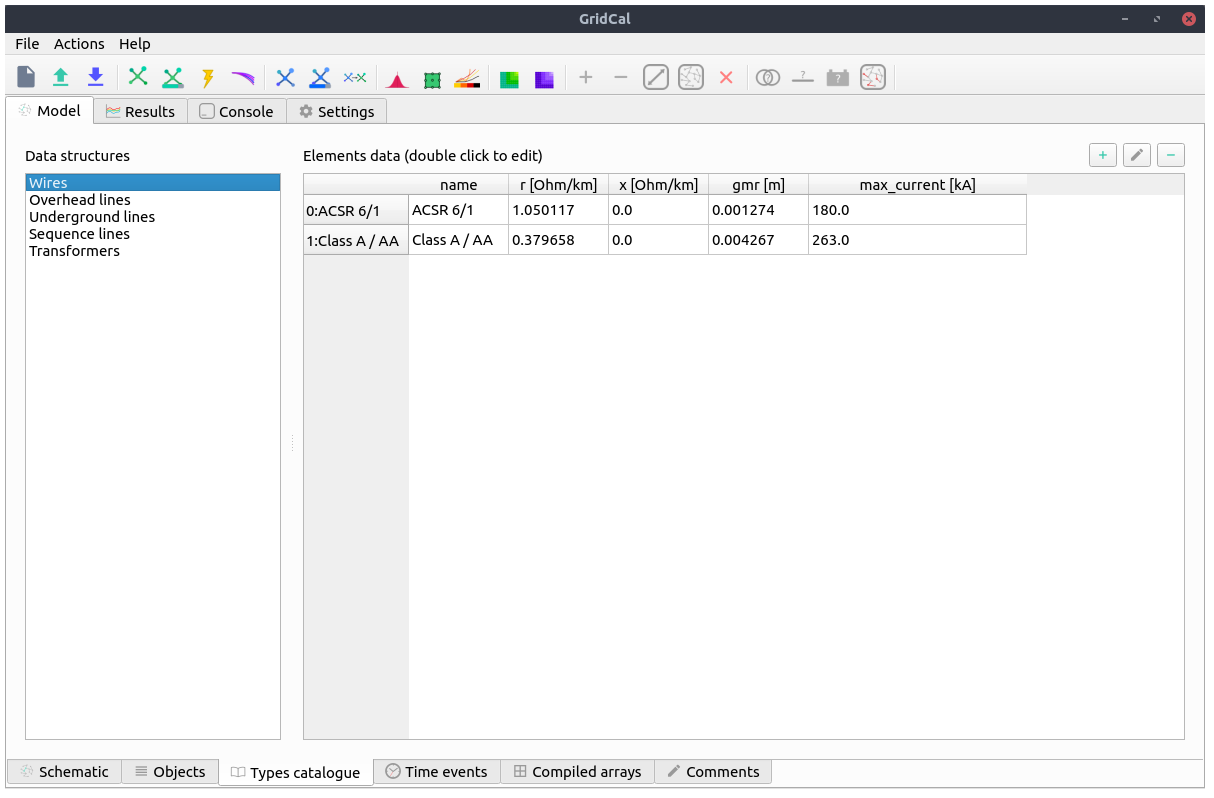 GridCal
File Actions Help
Model Results Console Settings
Data structures
Elements data (double click to edit)
Wires
Overhead lines
Underground lines
Sequence lines
Transformers
name r [Ohm/km] x [Ohm/km] gmr [m] max_current [kA]
0:ACSR 6/1 ACSR 6/1 1.050117 0.0 0.001274 180.0
1:Class A / AA Class A / AA 0.379658 0.0 0.004267 263.0
Schematic Objects Types catalogue Time events Compiled arrays Comments